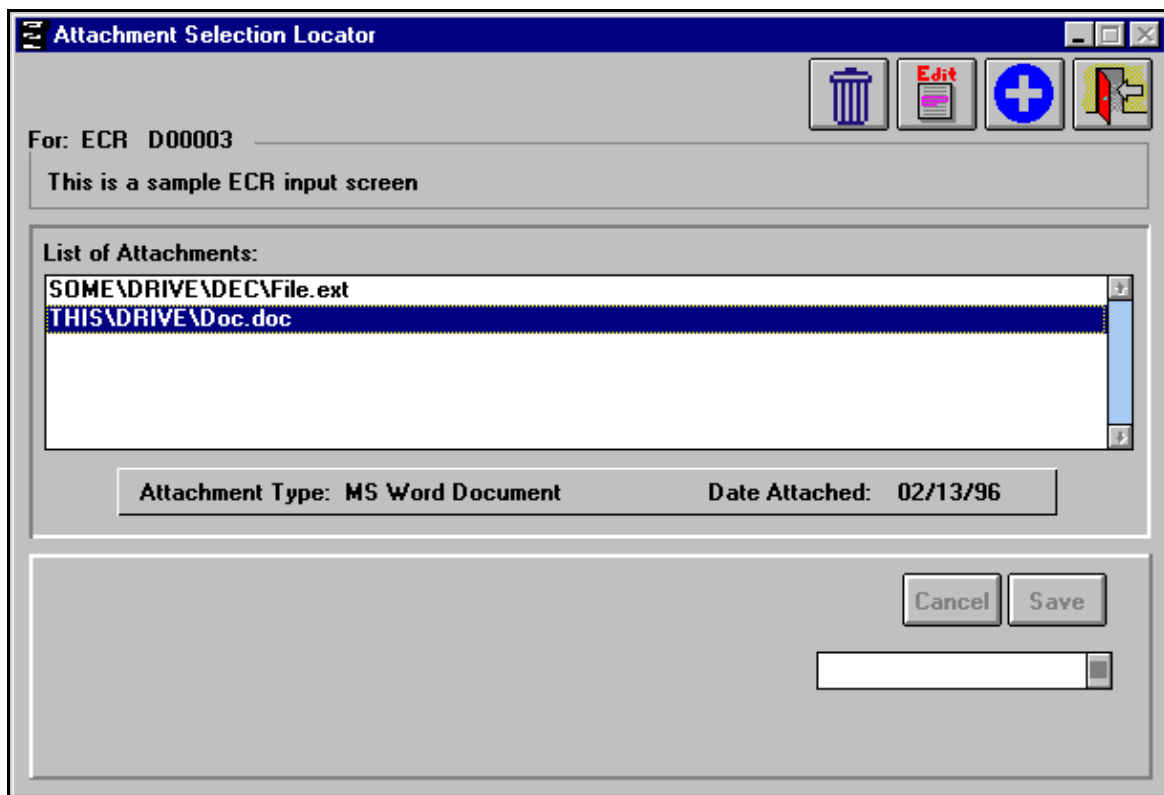 Attachment Selection Locator
Edit
For: ECR D00003
This is a sample ECR input screen
List of Attachments:
SOME\DRIVE\DEC\File.ext
THIS\DRIVE\Doc.doc
Attachment Type: MS Word Document Date Attached: 02/13/96
Cancel Save